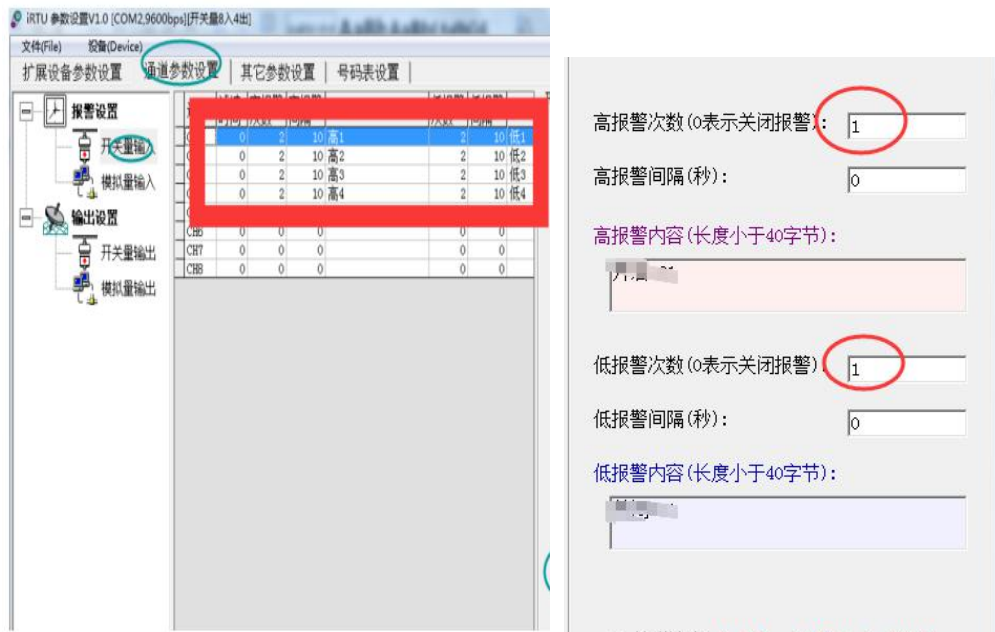 iRTU 参数设置V1.0 [COM2,9600bps][开关量8入4出]
文件(File) 设备(Device)
扩展设备参数设置 通道参数设置 其它参数设置 号码表设置
报警设置
开关量输入
模拟量输入
输出设置
开关量输出
模拟量输出
0 2 10 高1 2 10 低1
0 2 10 高2 2 10 低2
0 2 10 高3 2 10 低3
0 2 10 高4 2 10 低4
CH6 0 0 0 0 0
CH7 0 0 0 0 0
CH8 0 0 0 0 0
高报警次数(0表示关闭报警): 1
高报警间隔(秒): 0
高报警内容(长度小于40字节):
低报警次数(0表示关闭报警): 1
低报警间隔(秒): 0
低报警内容(长度小于40字节):